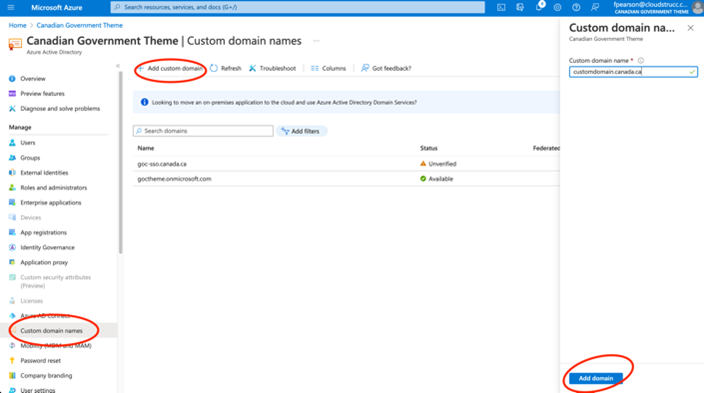 Microsoft Azure
Search resources, services, and docs (G+/)
fpearson@cloudstrucc.c...
CANADIAN GOVERNMENT THEME
Home > Canadian Government Theme
Canadian Government Theme | Custom domain names ...
Azure Active Directory
Overview
Preview features
Diagnose and solve problems
Manage
Users
Groups
External Identities
Roles and administrators
Enterprise applications
Devices
App registrations
Identity Governance
Application proxy
Custom security attributes
(Preview)
Licenses
Azure AD Connect
Custom domain names
Mobility (MDM and MAM)
Password reset
Company branding
User settings
+ Add custom domain Refresh Troubleshoot Columns Got feedback?
Looking to move an on-premises application to the cloud and use Azure Active Directory Domain Services?
Search domains
Add filters
Name Status Federated
goc-sso.canada.ca Unverified
goctheme.onmicrosoft.com Available
Custom domain na...
Canadian Government Theme
Custom domain name *
customdomain.canada.ca
Add domain